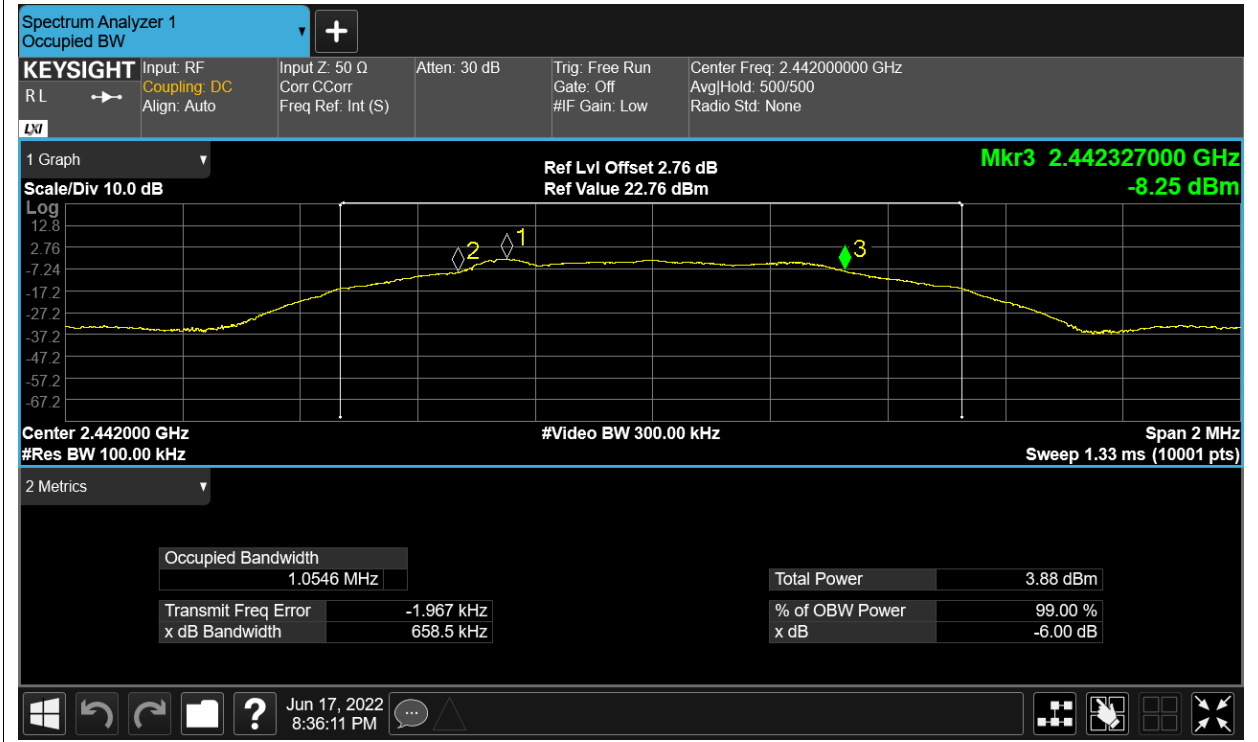 Spectrum Analyzer 1
Occupied BW
KEYSIGHT
R L
LXI
Input: RF
Coupling: DC
Align: Auto
Input Z: 50 Ω
Corr CCorr
Freq Ref: Int (S)
Atten: 30 dB
Trig: Free Run
Gate: Off
#IF Gain: Low
Center Freq: 2.442000000 GHz
Avg|Hold: 500/500
Radio Std: None
1 Graph
Scale/Div 10.0 dB
Ref Lvl Offset 2.76 dB
Ref Value 22.76 dBm
Mkr3 2.442327000 GHz
-8.25 dBm
Log
12.8
2.76
-7.24
-17.2
-27.2
-37.2
-47.2
-57.2
-67.2
2
1
3
Center 2.442000 GHz
#Res BW 100.00 kHz
#Video BW 300.00 kHz
Span 2 MHz
Sweep 1.33 ms (10001 pts)
2 Metrics
Occupied Bandwidth
1.0546 MHz
Total Power 3.88 dBm
Transmit Freq Error -1.967 kHz
% of OBW Power 99.00 %
x dB Bandwidth 658.5 kHz
x dB -6.00 dB
?
Jun 17, 2022
8:36:11 PM